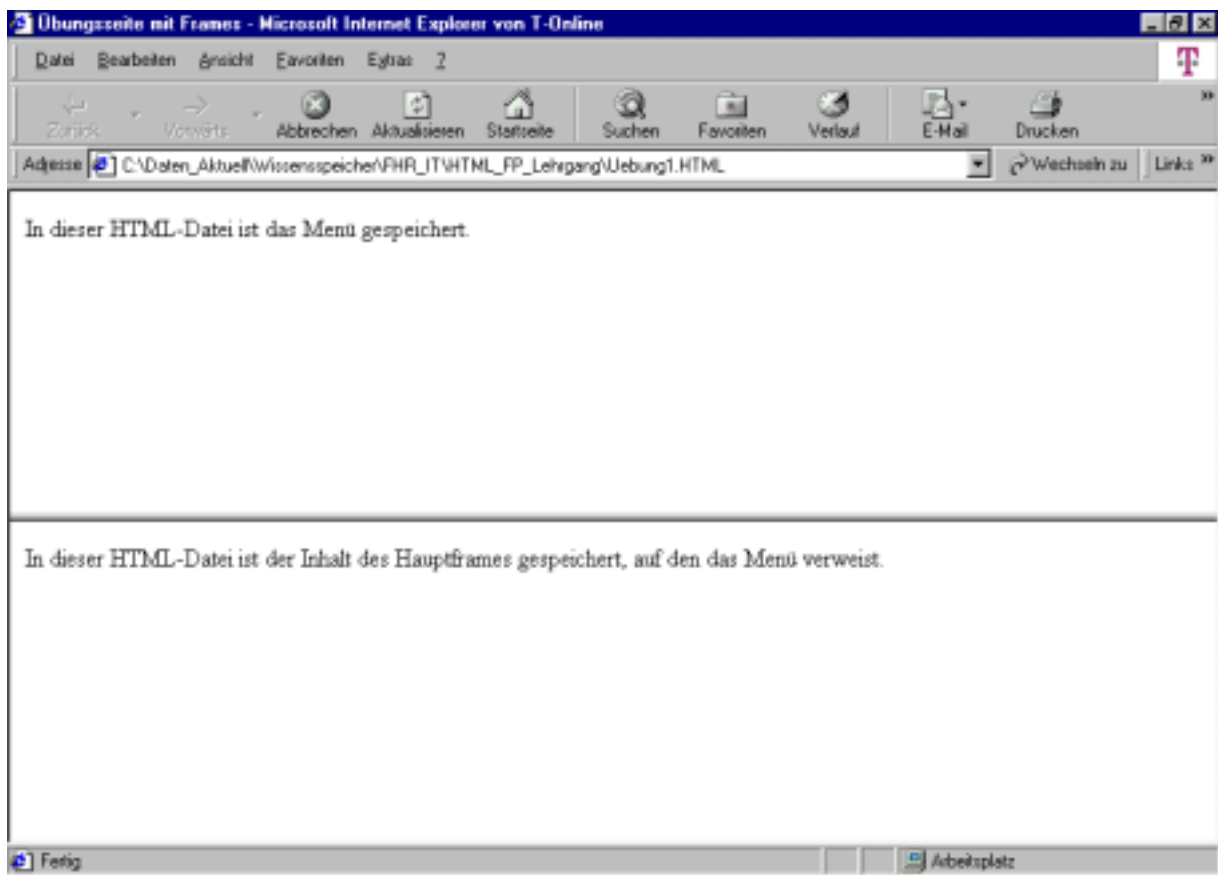 Übungsseite mit Frames - Microsoft Internet Explorer von T-Online
Datei Bearbeiten Ansicht Favoriten Extras ?
T
Zurück Vorwärts Abbrechen Aktualisieren Startseite Suchen Favoriten Verlauf E-Mail Drucken »
Adresse C:\Daten_Aktuell\Wissensspeicher\FHR_IT\HTML_FP_Lehrgang\Uebung1.HTML Wechseln zu Links »
In dieser HTML-Datei ist das Menü gespeichert.
In dieser HTML-Datei ist der Inhalt des Hauptframes gespeichert, auf den das Menü verweist.
Fertig Arbeitsplatz